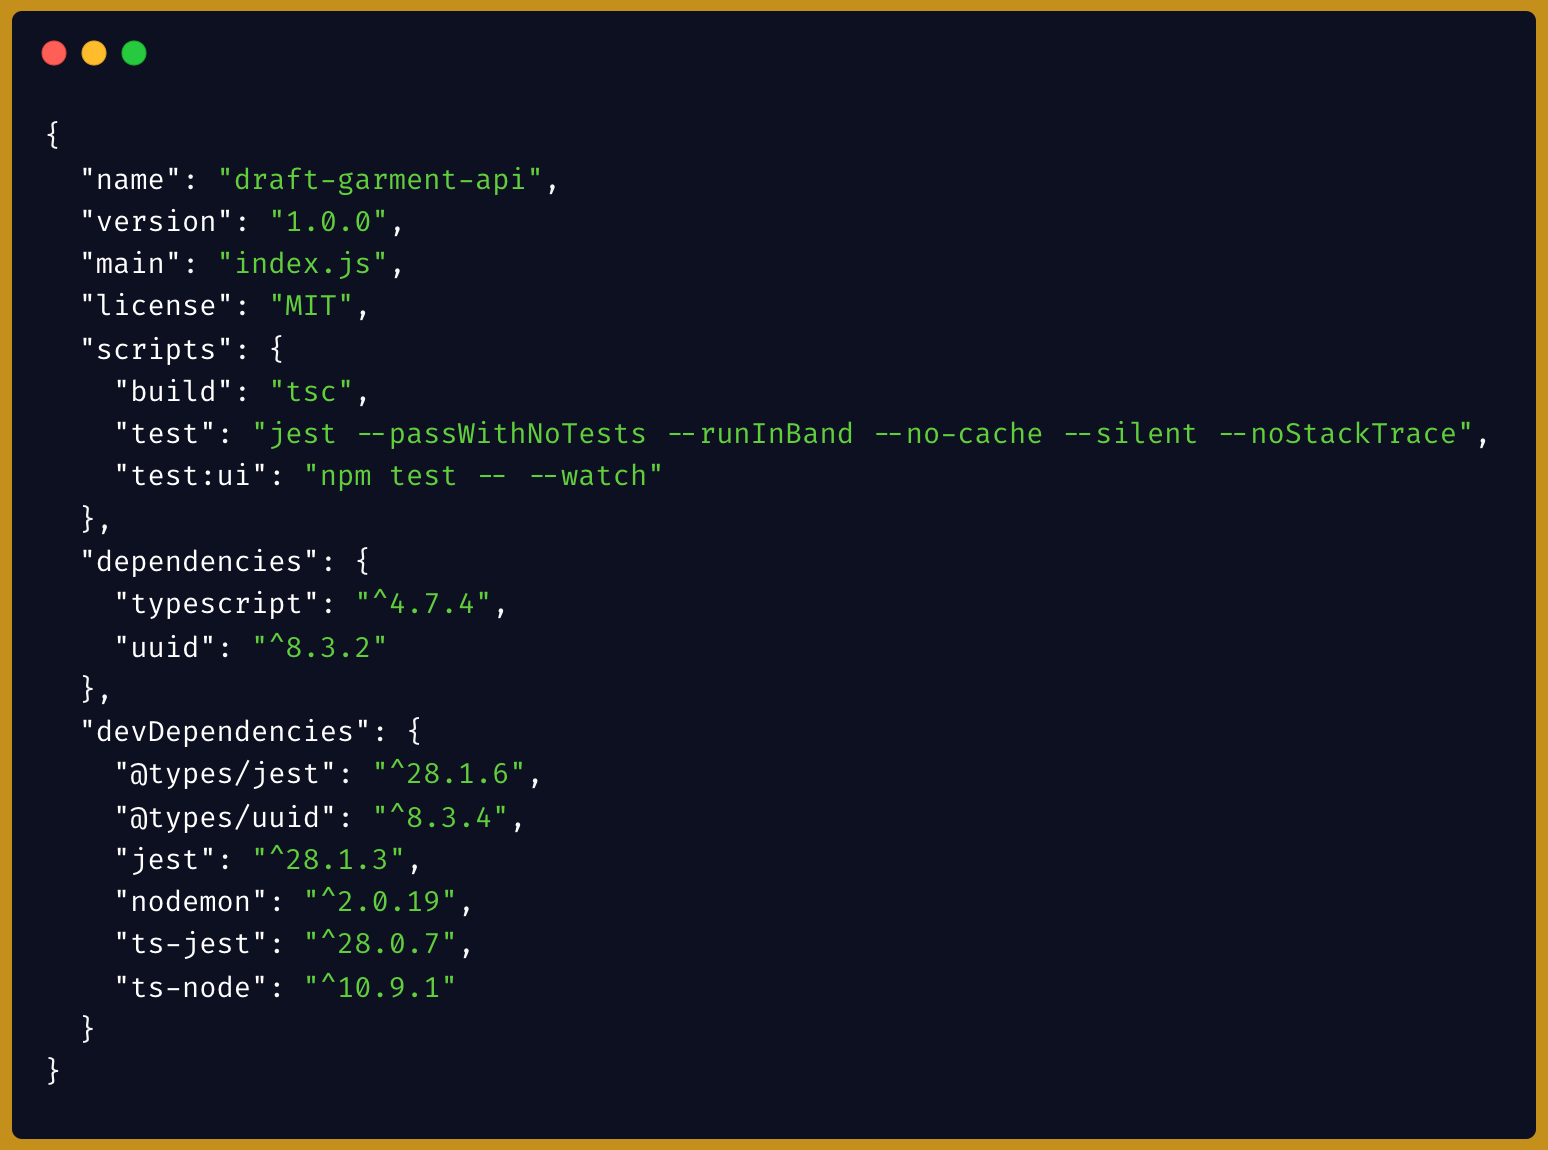 {
  "name": "draft-garment-api",
  "version": "1.0.0",
  "main": "index.js",
  "license": "MIT",
  "scripts": {
    "build": "tsc",
    "test": "jest --passWithNoTests --runInBand --no-cache --silent --noStackTrace",
    "test:ui": "npm test -- --watch"
  },
  "dependencies": {
    "typescript": "^4.7.4",
    "uuid": "^8.3.2"
  },
  "devDependencies": {
    "@types/jest": "^28.1.6",
    "@types/uuid": "^8.3.4",
    "jest": "^28.1.3",
    "nodemon": "^2.0.19",
    "ts-jest": "^28.0.7",
    "ts-node": "^10.9.1"
  }
}